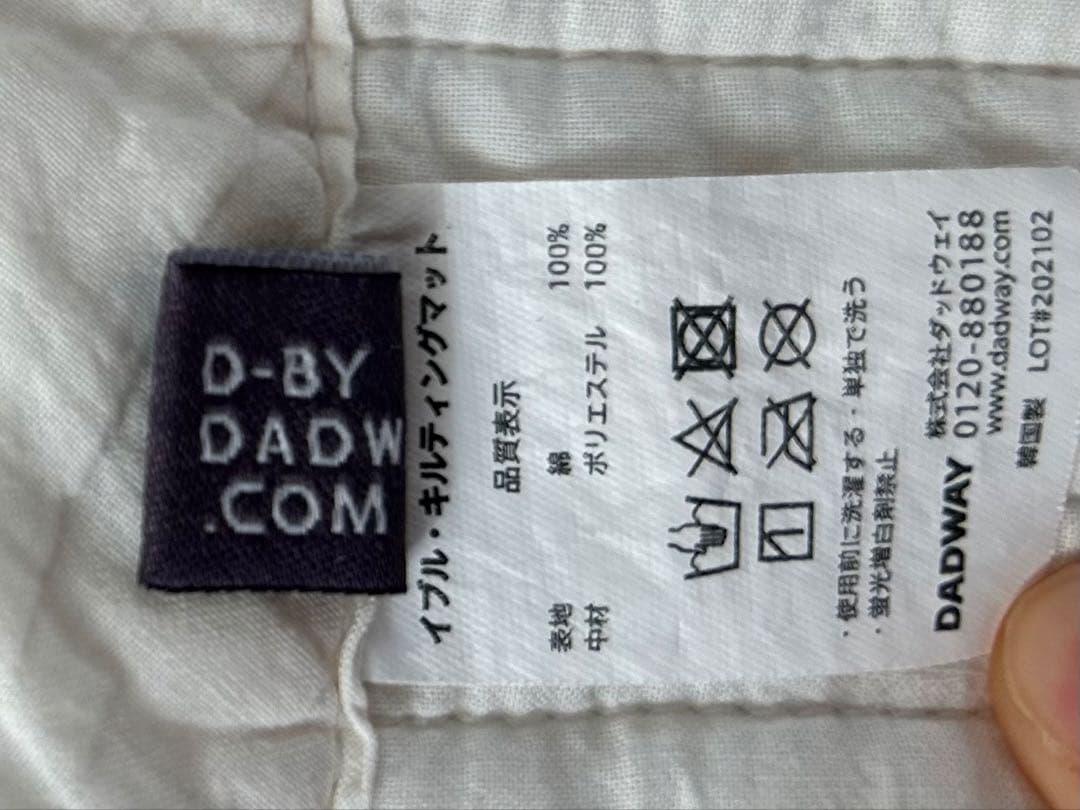 D-BY
DADW
.COM
イブル・キルティングマット
品質表示
表地 綿 100%
中材 ポリエステル 100%
・使用前に洗濯する・単独で洗う
・蛍光増白剤禁止
DADWAY 株式会社ダッドウェイ
0120-880188
www.dadway.com
韓国製 LOT#202102